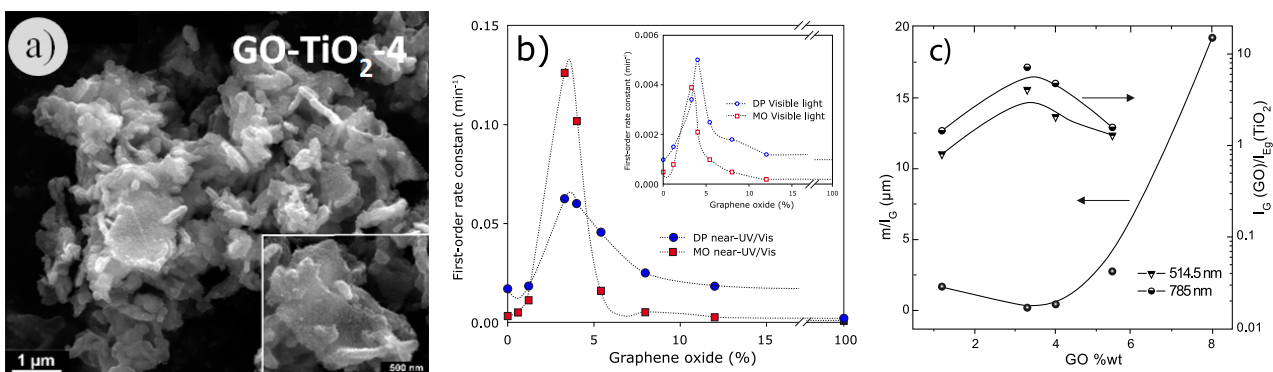 a)
GO-TiO₂-4
1 µm
500 nm
b)
First-order rate constant (min⁻¹)
0.15
0.10
0.05
0.00
0
5
10
15
100
Graphene oxide (%)
DP near-UV/Vis
MO near-UV/Vis
First-order rate constant (min⁻¹)
0.006
0.004
0.002
0.000
0
5
10
15
100
Graphene oxide (%)
DP Visible light
MO Visible light
c)
m/I_G (µm)
20
15
10
5
0
2
4
6
8
GO %wt
10
1
0.1
0.01
I_G (GO)/I_Eg(TiO₂)
514.5 nm
785 nm